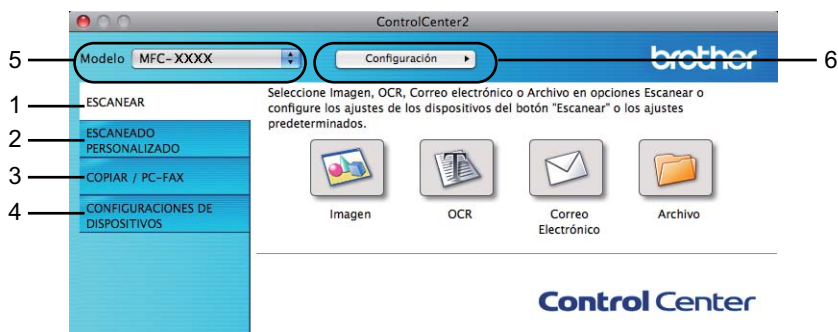 ControlCenter2
5
Modelo MFC-XXXX
Configuración
brother
6
1
ESCANEAR
2
ESCANEADO
PERSONALIZADO
3
COPIAR / PC-FAX
4
CONFIGURACIONES DE
DISPOSITIVOS
Seleccione Imagen, OCR, Correo electrónico o Archivo en opciones Escanear o
configure los ajustes de los dispositivos del botón "Escanear" o los ajustes
predeterminados.
Imagen
OCR
Correo
Electrónico
Archivo
Control Center